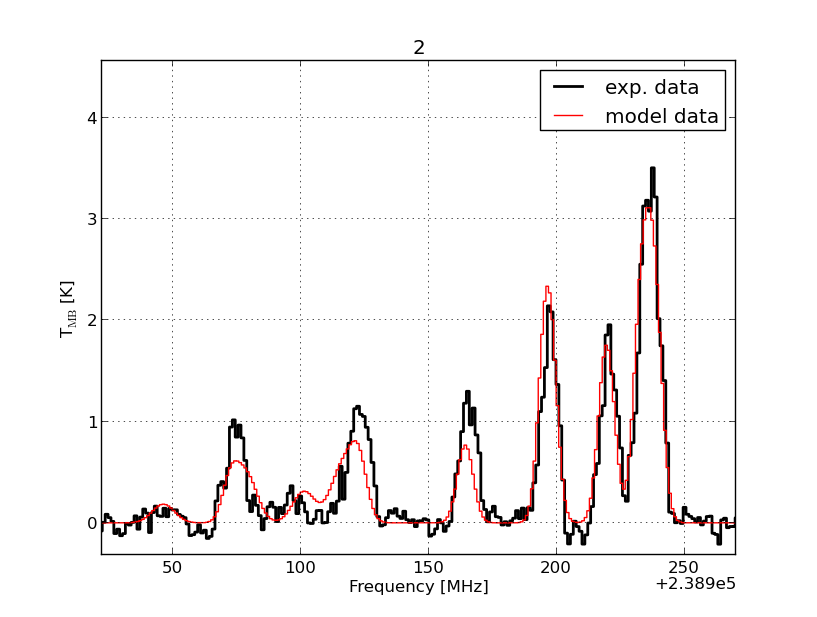 2
exp. data
model data
4
3
2
1
0
T_MB [K]
50
100
150
200
250
Frequency [MHz]
+2.389e5